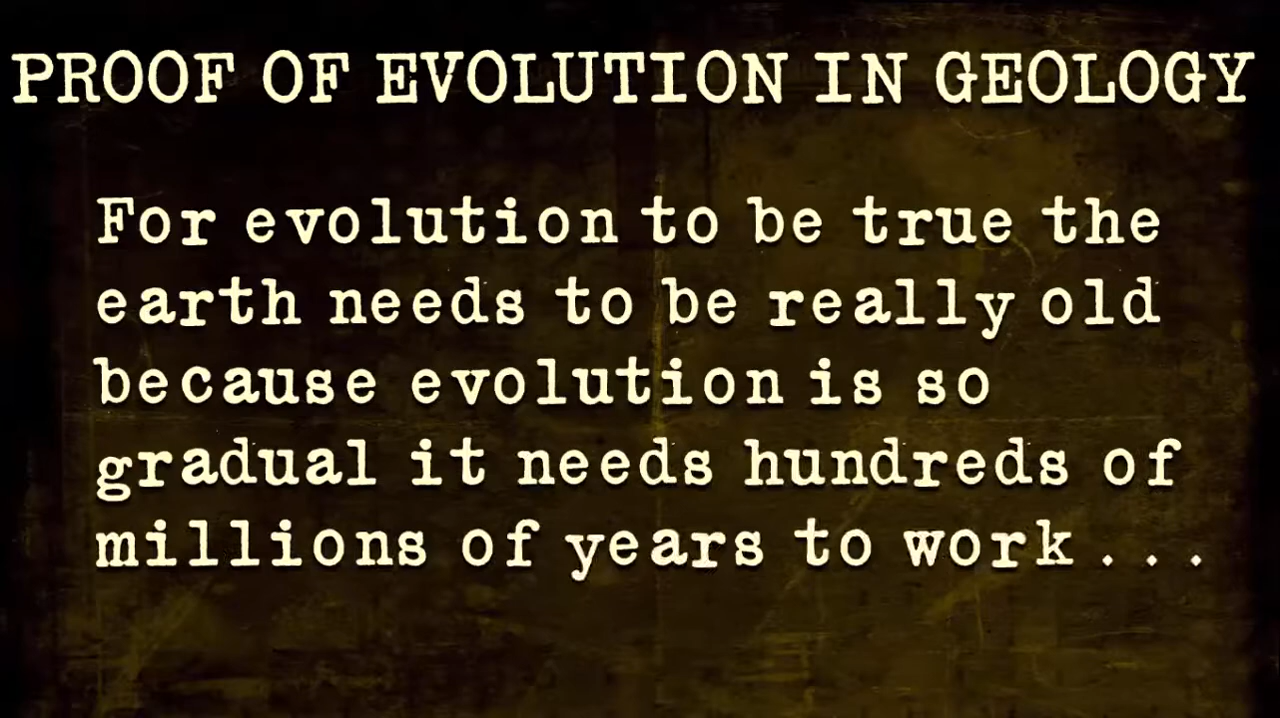 PROOF OF EVOLUTION IN GEOLOGY
For evolution to be true the
earth needs to be really old
because evolution is so
gradual it needs hundreds of
millions of years to work...